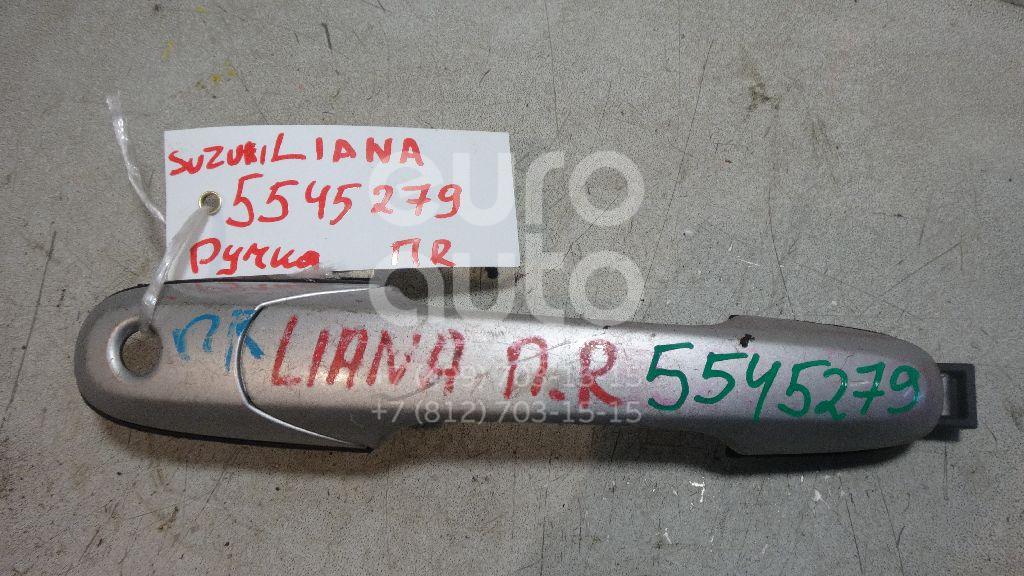 SUZUKI LIANA
5545279
Ручка ПR
euro
auto
ПR LIANA П.R 5545279
+7 (812) 703-15-15